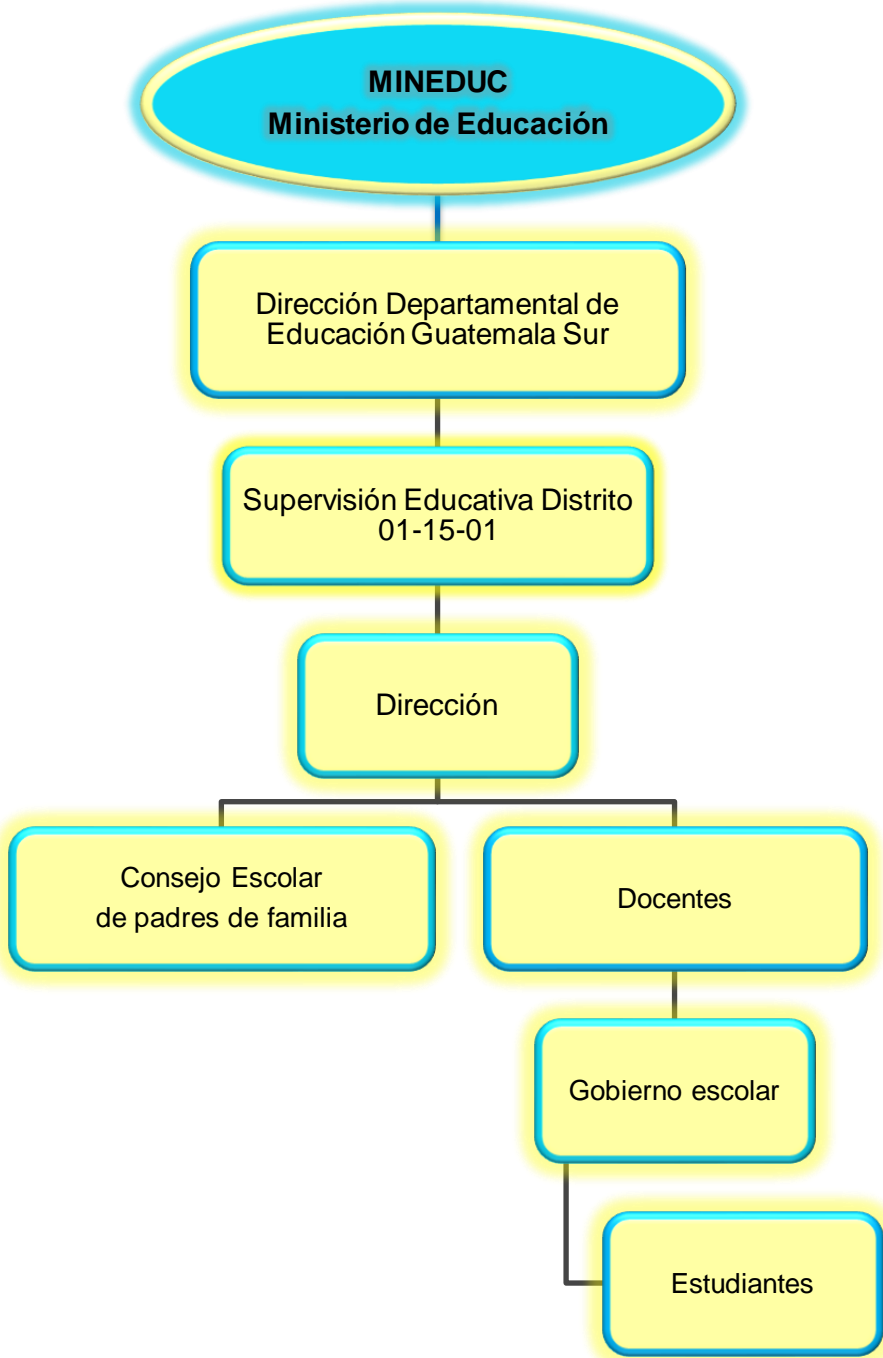 MINEDUC
Ministerio de Educación
Dirección Departamental de
Educación Guatemala Sur
Supervisión Educativa Distrito
01-15-01
Dirección
Consejo Escolar
de padres de familia
Docentes
Gobierno escolar
Estudiantes